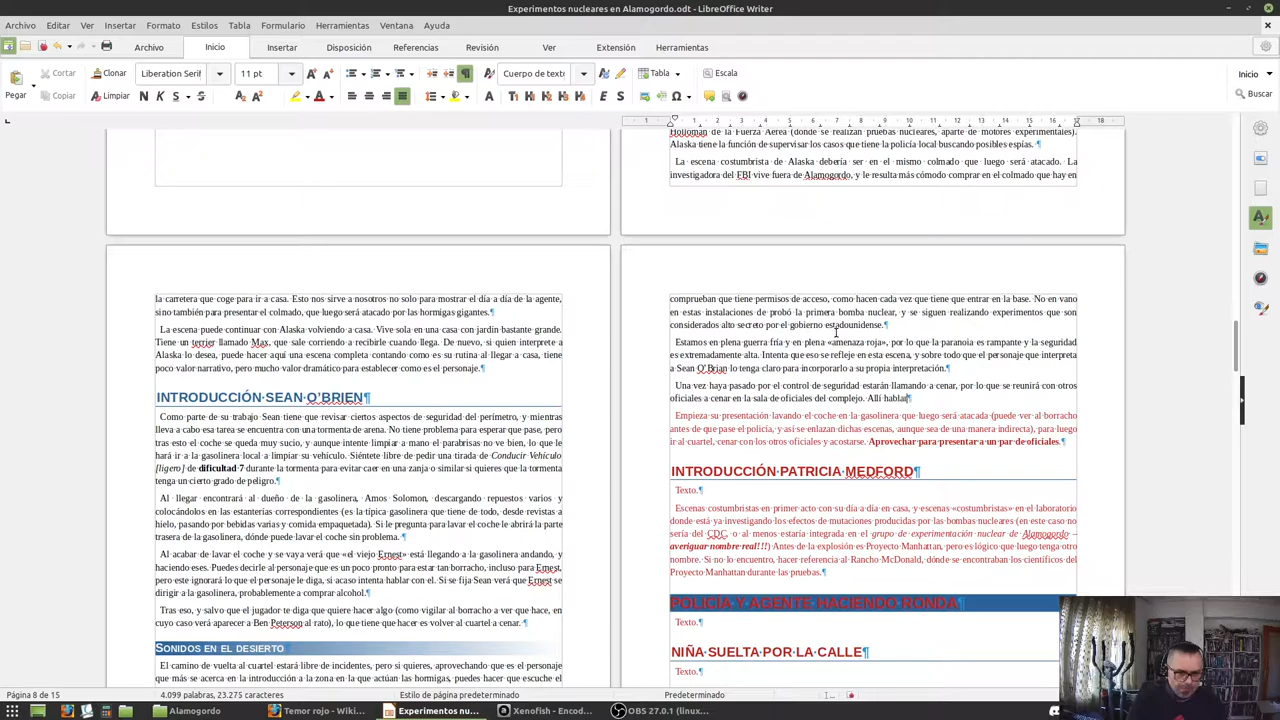 Experimentos nucleares en Alamogordo.odt - LibreOffice Writer
Archivo Editar Ver Insertar Formato Estilos Tabla Formulario Herramientas Ventana Ayuda
Archivo Inicio Insertar Disposición Referencias Revisión Ver Extensión Herramientas
Cortar Clonar Liberation Serif 11 pt Cuerpo de texto Tabla Escala Inicio
Pegar Copiar Limpiar Buscar
1 1 2 3 4 5 6 7 8 9 10 11 12 13 14 15 16 17 18
Holloman de la Fuerza Aérea (donde se realizan pruebas nucleares, aparte de motores experimentales).
Alaska tiene la función de supervisar los casos que tiene la policía local buscando posibles espías. ¶
La escena costumbrista de Alaska debería ser en el mismo colmado que luego será atacado. La
investigadora del FBI vive fuera de Alamogordo, y le resulta más cómodo comprar en el colmado que hay en
la carretera que coge para ir a casa. Esto nos sirve a nosotros no solo para mostrar el día a día de la agente,
sino también para presentar el colmado, que luego será atacado por las hormigas gigantes.¶
La escena puede continuar con Alaska volviendo a casa. Vive sola en una casa con jardín bastante grande.
Tiene un terrier llamado Max, que sale corriendo a recibirle cuando llega. De nuevo, si quien interprete a
Alaska lo desea, puede hacer aquí una escena completa contando como es su rutina al llegar a casa, tiene
poco valor narrativo, pero mucho valor dramático para establecer como es el personaje.¶
INTRODUCCIÓN SEAN O’BRIEN¶
Como parte de su trabajo Sean tiene que revisar ciertos aspectos de seguridad del perímetro, y mientras
lleva a cabo esa tarea se encuentra con una tormenta de arena. No tiene problema para esperar que pase, pero
tras esto el coche se queda muy sucio, y aunque intente limpiar a mano el parabrisas no ve bien, lo que le
hará ir a la gasolinera local a limpiar su vehículo. Siéntete libre de pedir una tirada de Conducir Vehículo
[ligero] de dificultad 7 durante la tormenta para evitar caer en una zanja o similar si quieres que la tormenta
tenga un cierto grado de peligro.¶
Al llegar encontrará al dueño de la gasolinera, Amos Solomon, descargando repuestos varios y
colocándolos en las estanterías correspondientes (es la típica gasolinera que tiene de todo, desde revistas a
hielo, pasando por bebidas varias y comida empaquetada). Si le pregunta para lavar el coche le abrirá la parte
trasera de la gasolinera, dónde puede lavar el coche sin problema.¶
Al acabar de lavar el coche y se vaya verá que «el viejo Ernest» está llegando a la gasolinera andando, y
haciendo eses. Puedes decirle al personaje que es un poco pronto para estar tan borracho, incluso para Ernest,
pero este ignorará lo que el personaje le diga, si acaso intenta hablar con él. Si se fija Sean verá que Ernest se
dirigir a la gasolinera, probablemente a comprar alcohol.¶
Tras eso, y salvo que el jugador te diga que quiere hacer algo (como vigilar al borracho a ver que hace, en
cuyo caso verá aparecer a Ben Peterson al rato), lo que tiene que hacer es volver al cuartel a cenar. ¶
SONIDOS EN EL DESIERTO¶
El camino de vuelta al cuartel estará libre de incidentes, pero si quieres, aprovechando que es el personaje
que más se acerca en la introducción a la zona en la que actúan las hormigas, puedes hacer que escuche el
comprueban que tiene permisos de acceso, como hacen cada vez que tiene que entrar en la base. No en vano
en estas instalaciones de probó la primera bomba nuclear, y se siguen realizando experimentos que son
considerados alto secreto por el gobierno estadounidense.¶
Estamos en plena guerra fría y en plena «amenaza roja», por lo que la paranoia es rampante y la seguridad
es extremadamente alta. Intenta que eso se refleje en esta escena, y sobre todo que el personaje que interpreta
a Sean O’Brian lo tenga claro para incorporarlo a su propia interpretación.¶
Una vez haya pasado por el control de seguridad estarán llamando a cenar, por lo que se reunirá con otros
oficiales a cenar en la sala de oficiales del complejo. Allí hablar¶
Empieza su presentación lavando el coche en la gasolinera que luego será atacada (puede ver al borracho
antes de que pase el policía, y así se enlazan dichas escenas, aunque sea de una manera indirecta), para luego
ir al cuartel, cenar con los otros oficiales y acostarse. Aprovechar para presentar a un par de oficiales.¶
INTRODUCCIÓN PATRICIA MEDFORD¶
Texto.¶
Escenas costumbristas en primer acto con su día a día en casa, y escenas «costumbristas» en el laboratorio
donde está ya investigando los efectos de mutaciones producidas por las bombas nucleares (en este caso no
sería del CDC, o al menos estaría integrada en el grupo de experimentación nuclear de Alamogordo –
averiguar nombre real!!!) Antes de la explosión es Proyecto Manhattan, pero es lógico que luego tenga otro
nombre. Si no lo encuentro, hacer referencia al Rancho McDonald, dónde se encontraban los científicos del
Proyecto Manhattan durante las pruebas.¶
POLICÍA Y AGENTE HACIENDO RONDA¶
Texto.¶
NIÑA SUELTA POR LA CALLE¶
Texto.¶
Página 8 de 15 4.099 palabras, 23.275 caracteres Estilo de página predeterminado Predeterminado
Alamogordo Temor rojo - Wiki... Experimentos nu... Xenofish – Encod... OBS 27.0.1 (linux...